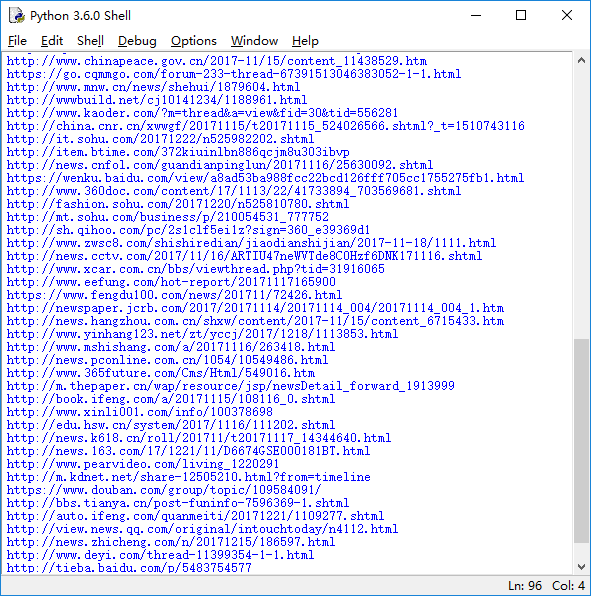 Python 3.6.0 Shell
File Edit Shell Debug Options Window Help
http://www.chinapeace.gov.cn/2017-11/15/content_11438529.htm
https://go.cqmmgo.com/forum-233-thread-67391513046383052-1-1.html
http://www.mnw.cn/news/shehui/1879604.html
http://wwwbuild.net/cj10141234/1188961.html
http://www.kaoder.com/?m=thread&a=view&fid=30&tid=556281
http://china.cnr.cn/xwwgf/20171115/t20171115_524026566.shtml?_t=1510743116
http://it.sohu.com/20171222/n525982202.shtml
http://item.btime.com/372kiuinlbn886qcjm8u303ibvp
http://news.cnfol.com/guandianpinglun/20171116/25630092.shtml
https://wenku.baidu.com/view/a8ad53ba988fcc22bcd126fff705cc1755275fb1.html
http://www.360doc.com/content/17/1113/22/41733894_703569681.shtml
http://fashion.sohu.com/20171220/n525810780.shtml
http://mt.sohu.com/business/p/210054531_777752
http://sh.qihoo.com/pc/2s1clf5ei1z?sign=360_e39369d1
http://www.zwsc8.com/shishiredian/jiaodianshijian/2017-11-18/1111.html
http://news.cctv.com/2017/11/16/ARTIU47neWVTde8COHzf6DNK171116.shtml
http://www.xcar.com.cn/bbs/viewthread.php?tid=31916065
http://www.eefung.com/hot-report/20171117165900
https://www.fengdu100.com/news/201711/72426.html
http://newspaper.jcrb.com/2017/20171114/20171114_004/20171114_004_1.htm
http://news.hangzhou.com.cn/shxw/content/2017-11/15/content_6715433.htm
http://www.yinhang123.net/zt/yccj/2017/1218/1113853.html
http://www.mshishang.com/a/20171116/263418.html
http://news.pconline.com.cn/1054/10549486.html
http://www.365future.com/Cms/Html/549016.htm
http://m.thepaper.cn/wap/resource/jsp/newsDetail_forward_1913999
http://book.ifeng.com/a/20171115/108116_0.shtml
http://www.xinli001.com/info/100378698
http://edu.hsw.cn/system/2017/1116/111202.shtml
http://news.k618.cn/roll/201711/t20171117_14344640.html
http://news.163.com/17/1221/11/D6674GSE000181BT.html
http://www.pearvideo.com/living_1220291
http://m.kdnet.net/share-12505210.html?from=timeline
https://www.douban.com/group/topic/109584091/
http://bbs.tianya.cn/post-funinfo-7596369-1.shtml
http://auto.ifeng.com/quanmeiti/20171221/1109277.shtml
http://view.news.qq.com/original/intouchtoday/n4112.html
http://news.zhicheng.com/n/20171215/186597.html
http://www.deyi.com/thread-11399354-1-1.html
http://tieba.baidu.com/p/5483754577
Ln: 96 Col: 4